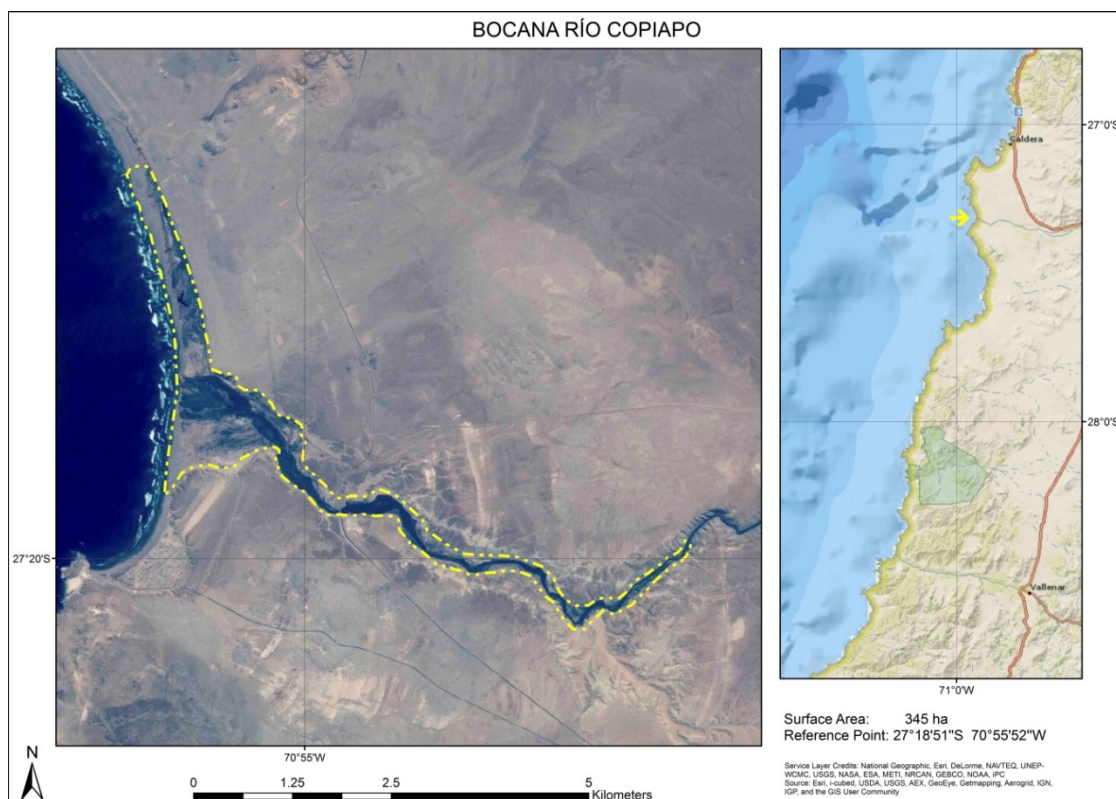 BOCANA RÍO COPIAPO
27°20'S
70°55'W
N
0 1.25 2.5 5
Kilometers
27°0'S
Caldera
28°0'S
Vallenar
71°0'W
Surface Area: 345 ha
Reference Point: 27°18'51"S 70°55'52"W
Service Layer Credits: National Geographic, Esri, DeLorme, NAVTEQ, UNEP-
WCMC, USGS, NASA, ESA, METI, NRCAN, GEBCO, NOAA, iPC
Source: Esri, i-cubed, USDA, USGS, AEX, GeoEye, Getmapping, Aerogrid, IGN,
IGP, and the GIS User Community